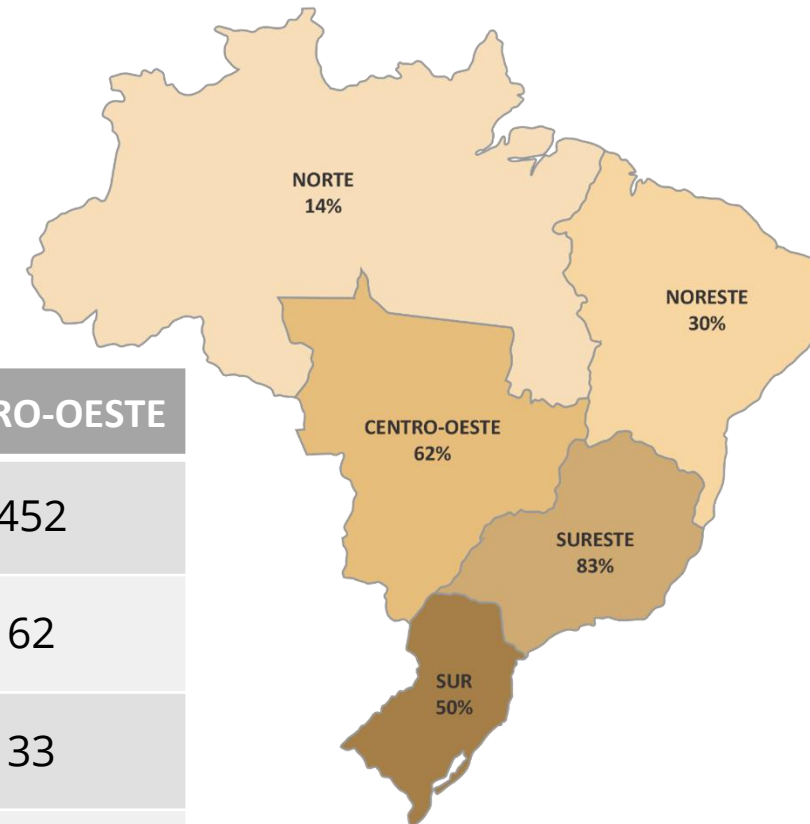 NORTE
14%
NORESTE
30%
RO-OESTE
CENTRO-OESTE
62%
452
SURESTE
83%
62
SUR
50%
33